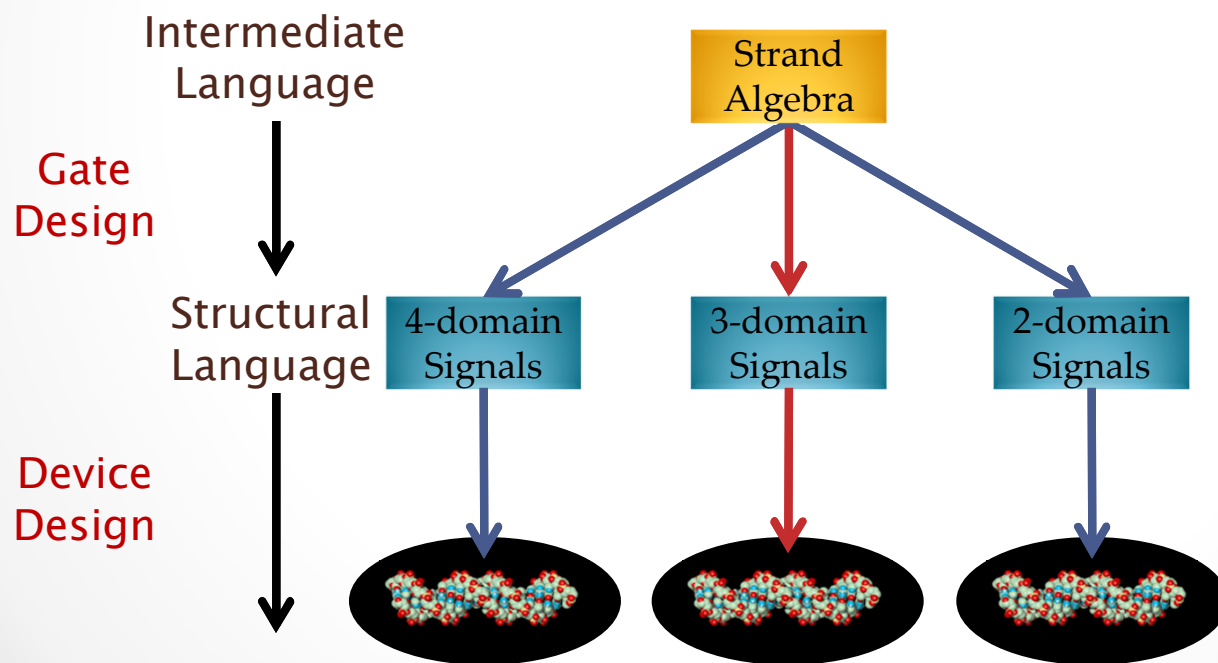 Intermediate
Language
Strand
Algebra
Gate
Design
Structural
Language
4-domain
Signals
3-domain
Signals
2-domain
Signals
Device
Design